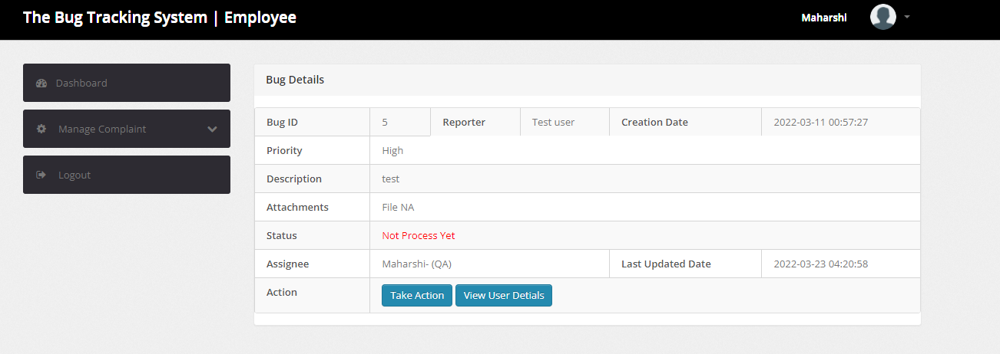 The Bug Tracking System | Employee
Maharshi
Dashboard
Manage Complaint
Logout
Bug Details
Bug ID 5 Reporter Test user Creation Date 2022-03-11 00:57:27
Priority High
Description test
Attachments File NA
Status Not Process Yet
Assignee Maharshi- (QA) Last Updated Date 2022-03-23 04:20:58
Action Take Action View User Detials